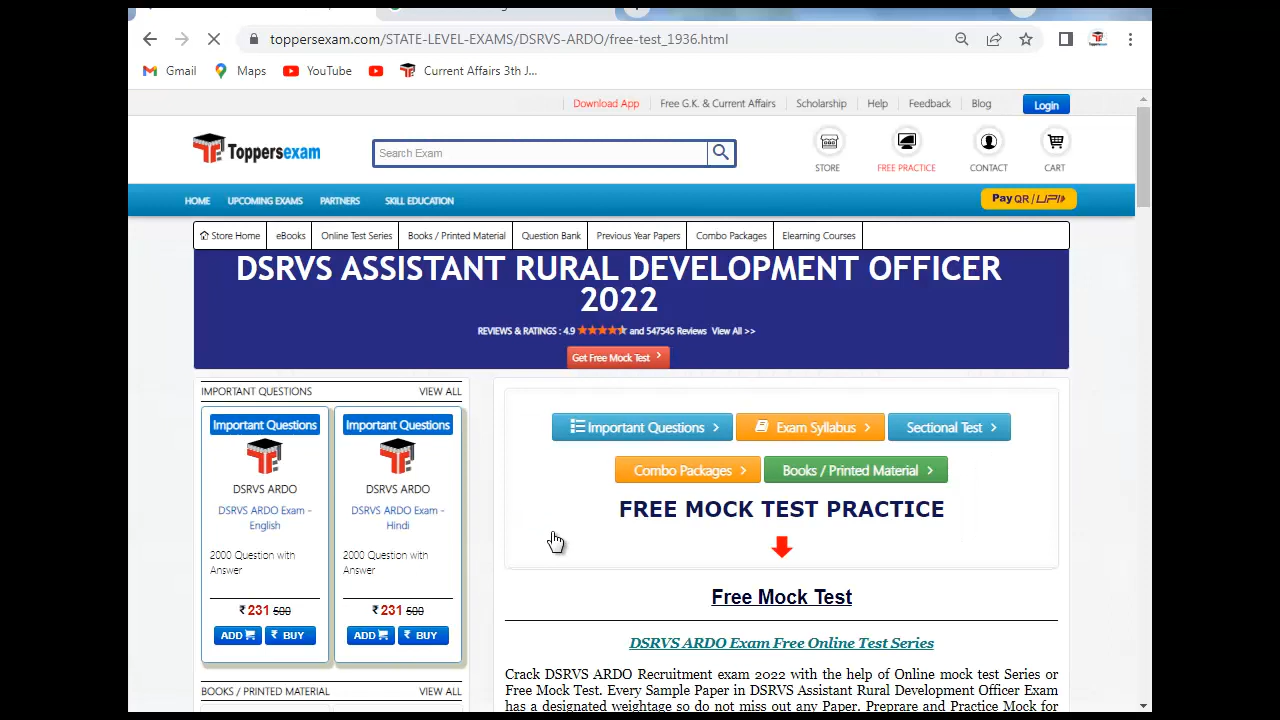 toppersexam.com/STATE-LEVEL-EXAMS/DSRVS-ARDO/free-test_1936.html
Gmail Maps YouTube Current Affairs 3th J...
Download App Free G.K. & Current Affairs Scholarship Help Feedback Blog Login
Toppersexam Search Exam
STORE FREE PRACTICE CONTACT CART
HOME UPCOMING EXAMS PARTNERS SKILL EDUCATION Pay QR/UPI
Store Home eBooks Online Test Series Books / Printed Material Question Bank Previous Year Papers Combo Packages Elearning Courses
DSRVS ASSISTANT RURAL DEVELOPMENT OFFICER
2022
REVIEWS & RATINGS : 4.9 and 547545 Reviews View All >>
Get Free Mock Test
IMPORTANT QUESTIONS VIEW ALL
Important Questions
DSRVS ARDO
DSRVS ARDO Exam -
English
2000 Question with
Answer
₹ 231 500
ADD ₹ BUY
Important Questions
DSRVS ARDO
DSRVS ARDO Exam -
Hindi
2000 Question with
Answer
₹ 231 500
ADD ₹ BUY
BOOKS / PRINTED MATERIAL VIEW ALL
Important Questions Exam Syllabus Sectional Test
Combo Packages Books / Printed Material
FREE MOCK TEST PRACTICE
Free Mock Test
DSRVS ARDO Exam Free Online Test Series
Crack DSRVS ARDO Recruitment exam 2022 with the help of Online mock test Series or
Free Mock Test. Every Sample Paper in DSRVS Assistant Rural Development Officer Exam
has a designated weightage so do not miss out any Paper. Preprare and Practice Mock for